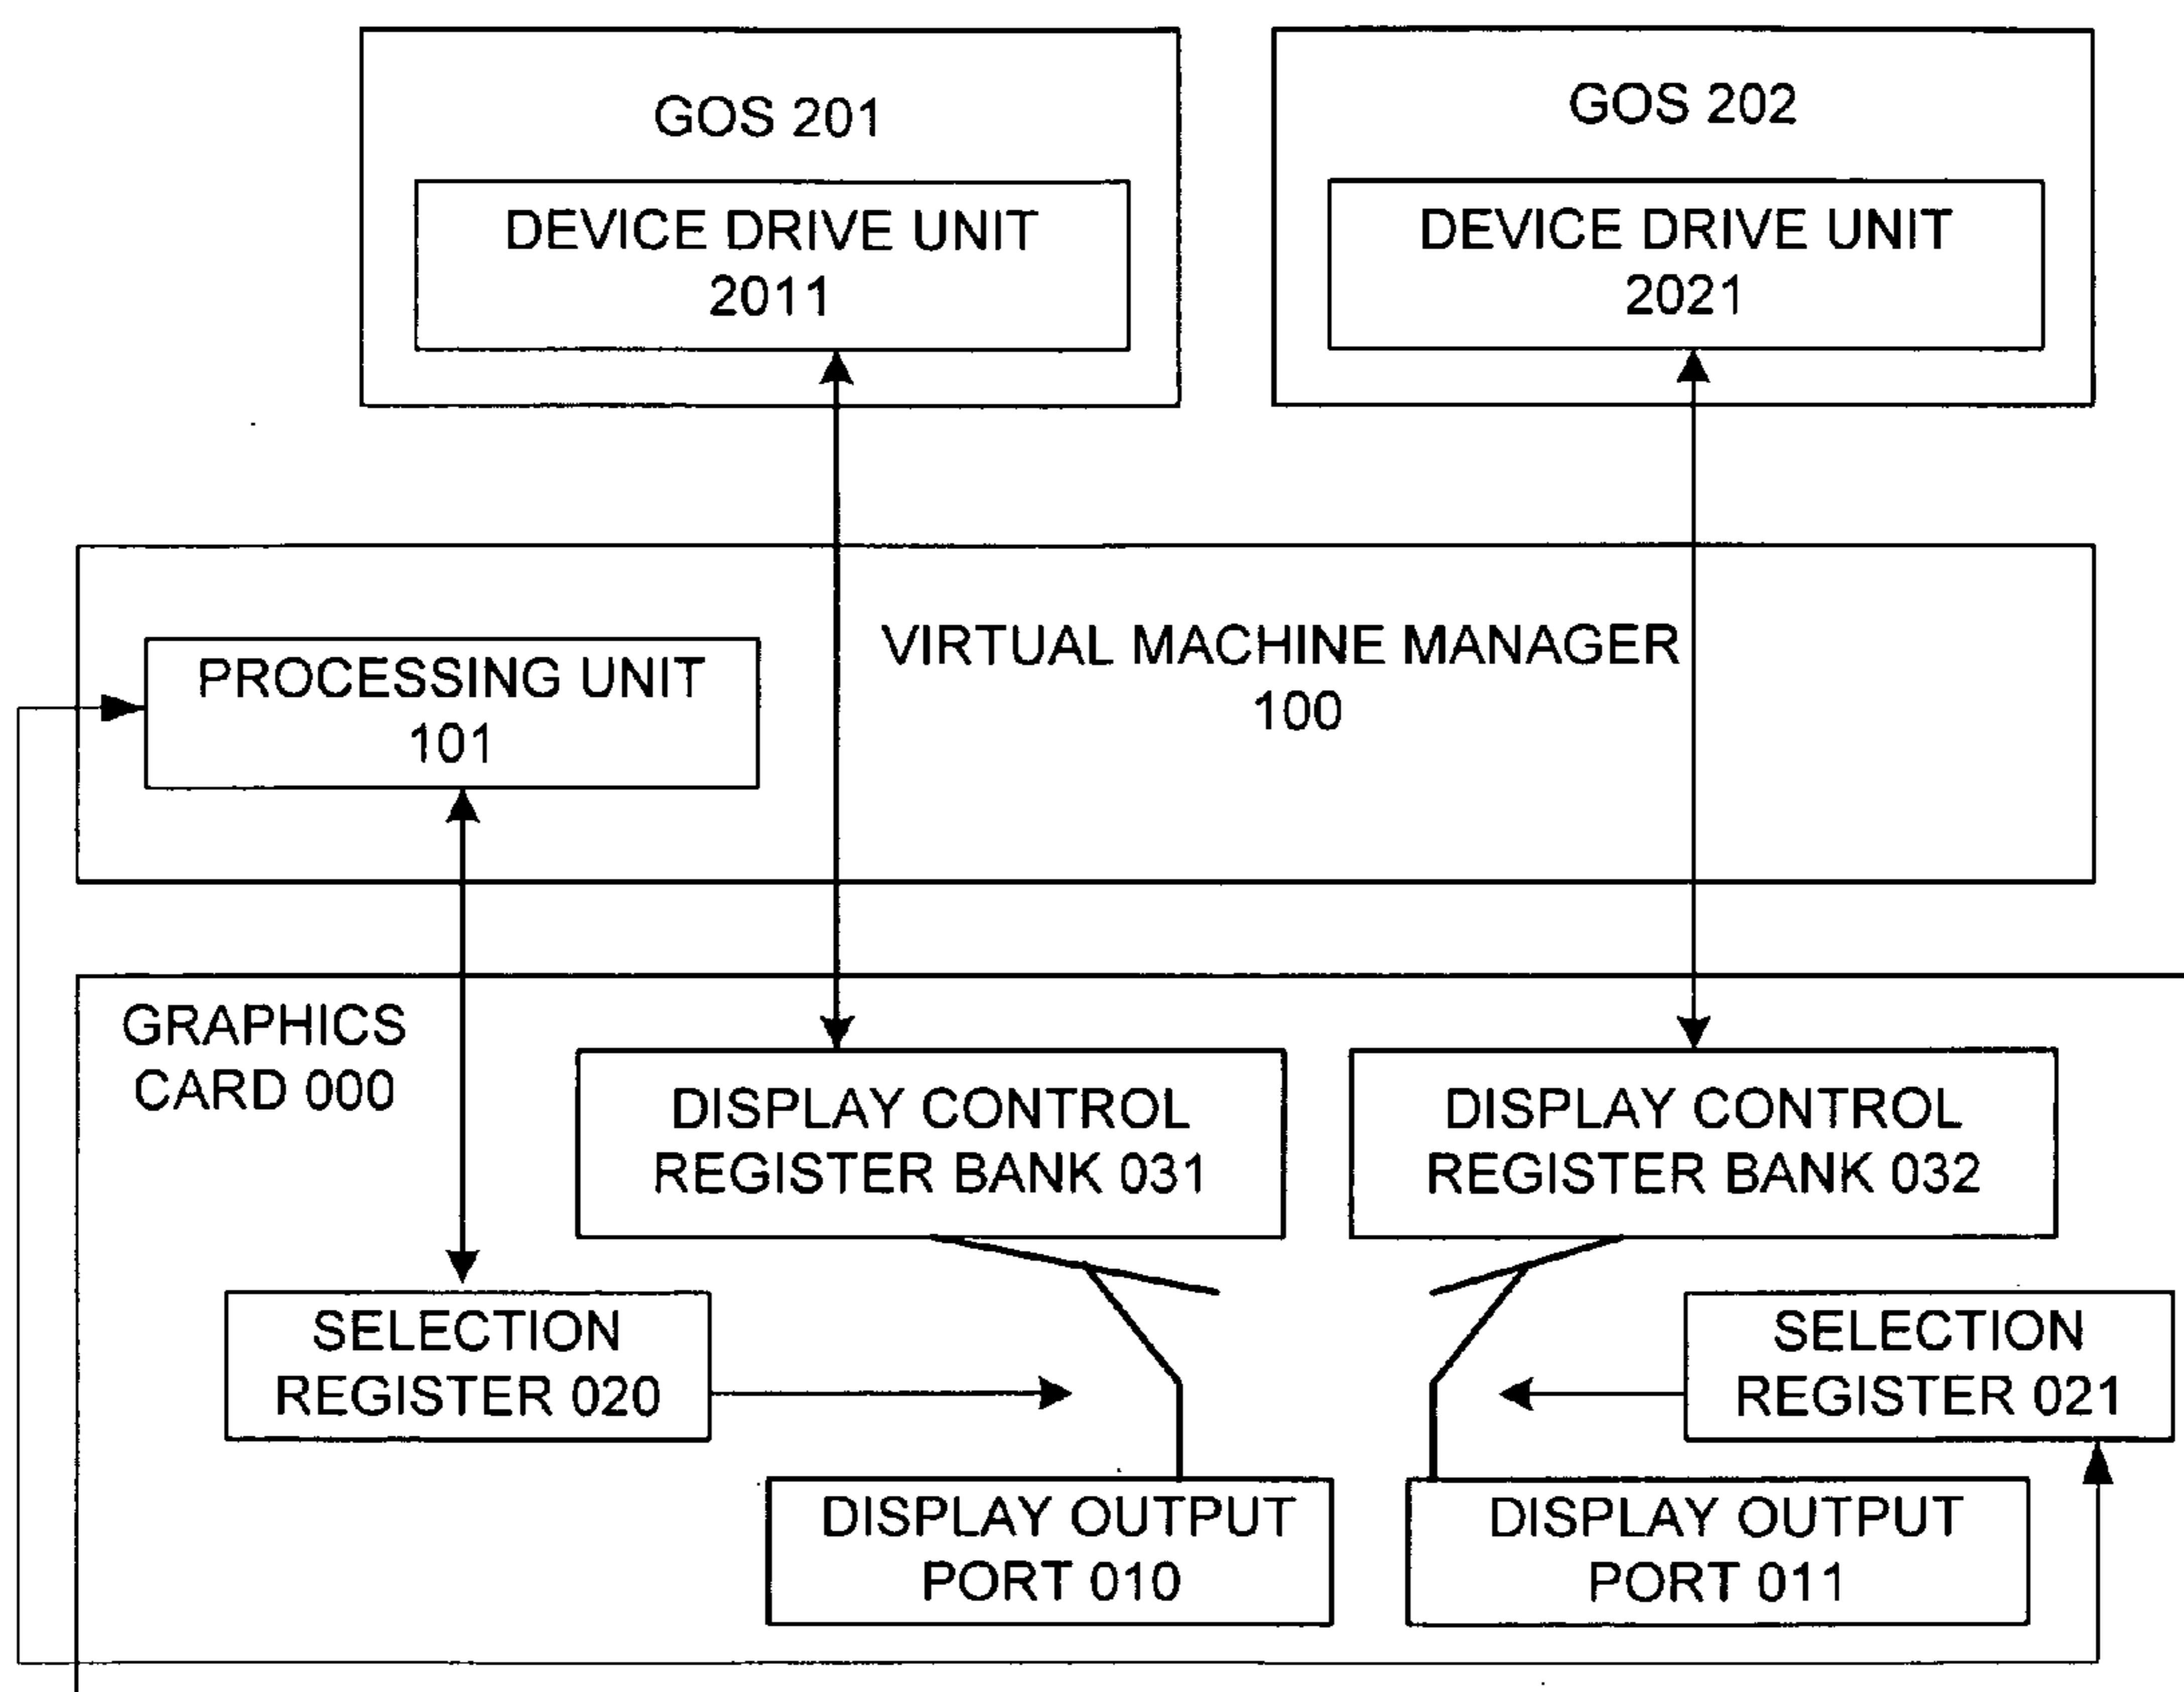 GOS 201
DEVICE DRIVE UNIT
2011
GOS 202
DEVICE DRIVE UNIT
2021
VIRTUAL MACHINE MANAGER
100
PROCESSING UNIT
101
GRAPHICS
CARD 000
DISPLAY CONTROL
REGISTER BANK 031
DISPLAY CONTROL
REGISTER BANK 032
SELECTION
REGISTER 020
SELECTION
REGISTER 021
DISPLAY OUTPUT
PORT 010
DISPLAY OUTPUT
PORT 011